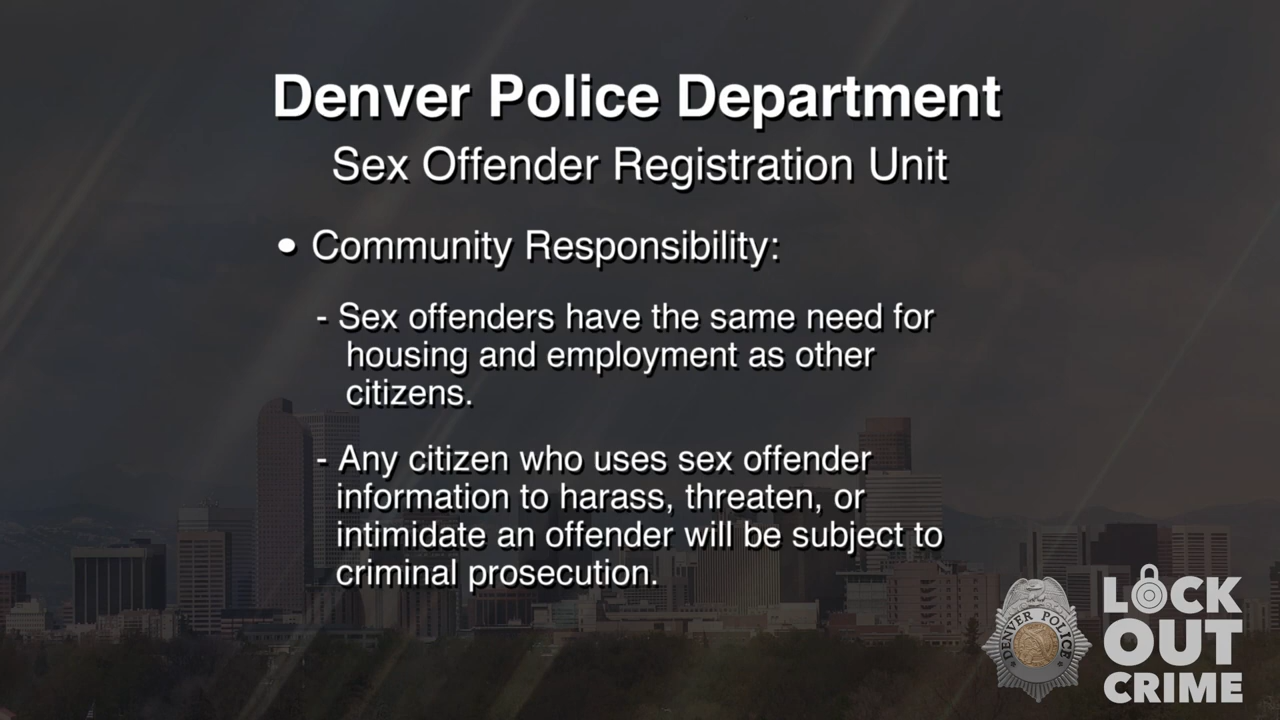 Denver Police Department
Sex Offender Registration Unit
• Community Responsibility:
- Sex offenders have the same need for
housing and employment as other
citizens.
- Any citizen who uses sex offender
information to harass, threaten, or
intimidate an offender will be subject to
criminal prosecution.
DENVER POLICE
LOCK
OUT
CRIME